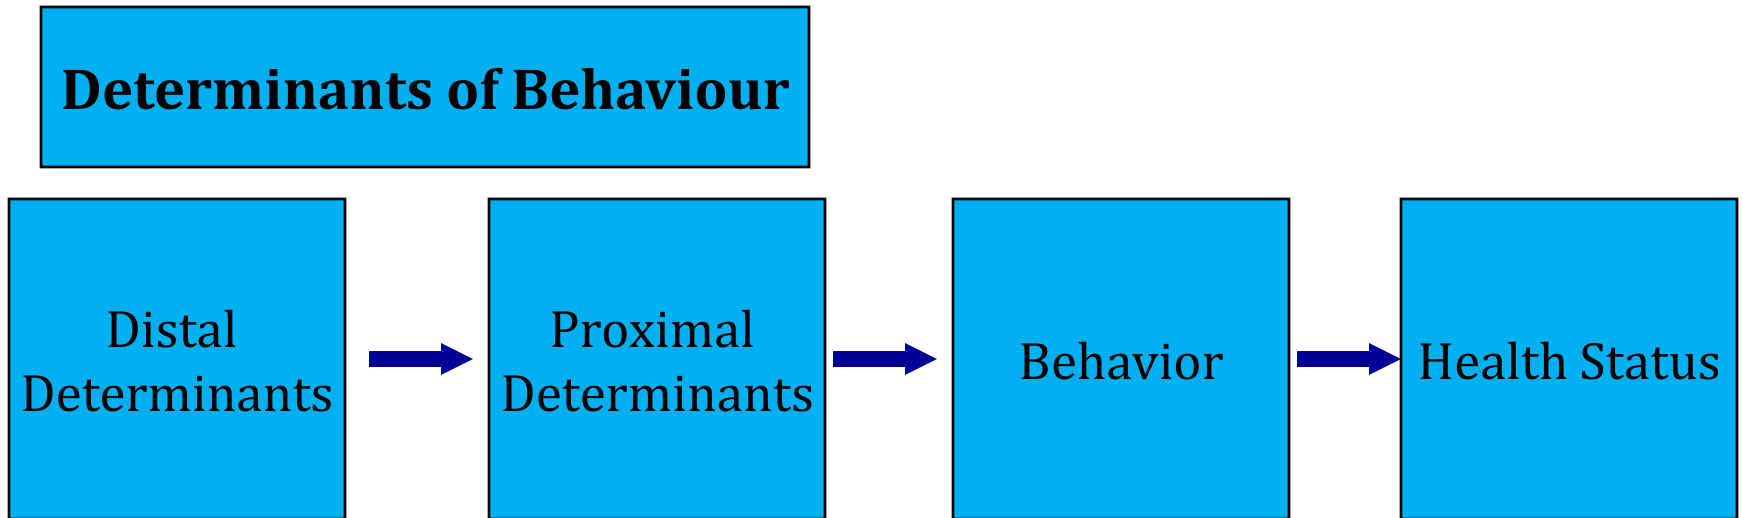 Determinants of Behaviour
Distal
Determinants
Proximal
Determinants
Behavior
Health Status